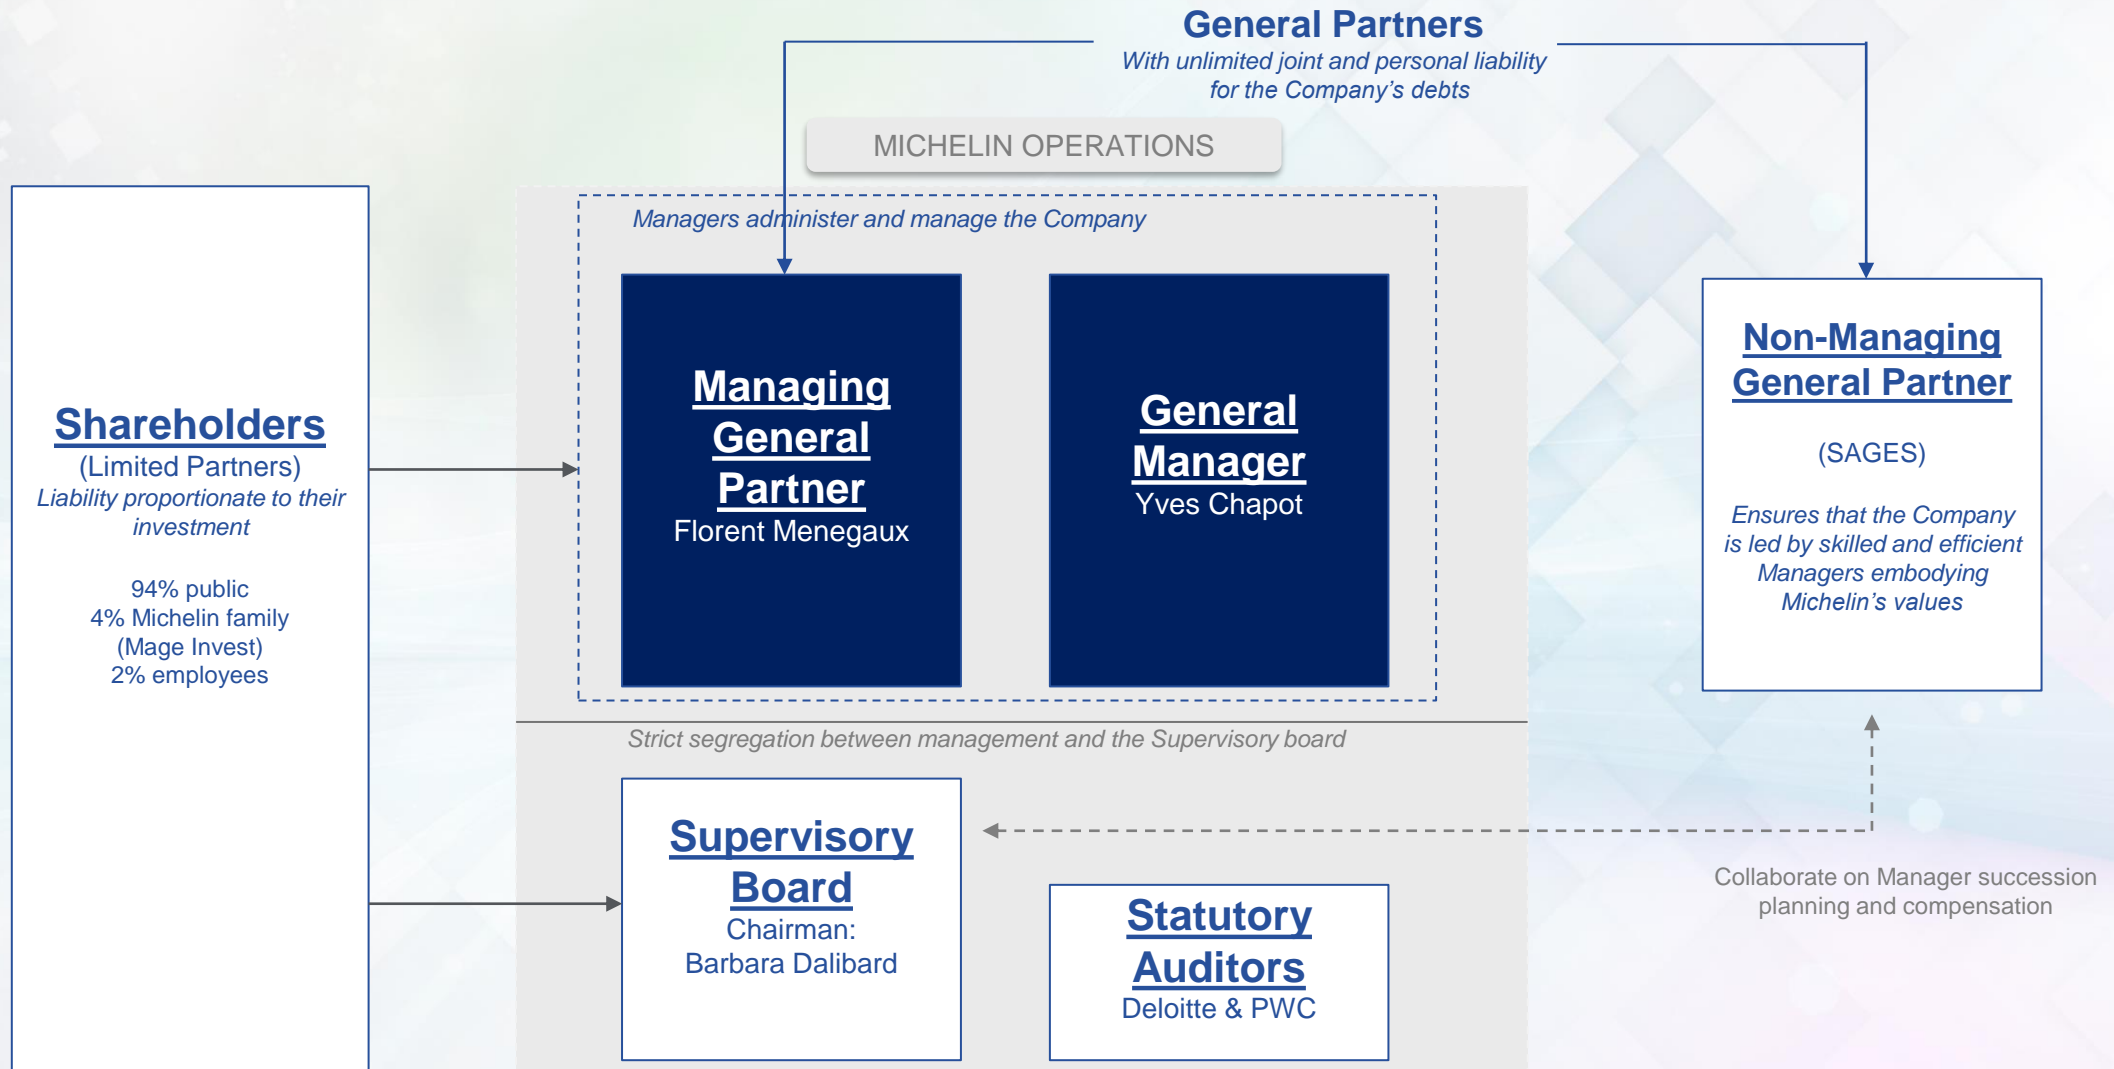 General Partners
With unlimited joint and personal liability
for the Company's debts
MICHELIN OPERATIONS
Shareholders
(Limited Partners)
Liability proportionate to their
investment
94% public
4% Michelin family
(Mage Invest)
2% employees
Managers administer and manage the Company
Managing
General
Partner
Florent Menegaux
General
Manager
Yves Chapot
Non-Managing
General Partner
(SAGES)
Ensures that the Company
is led by skilled and efficient
Managers embodying
Michelin's values
Strict segregation between management and the Supervisory board
Supervisory
Board
Chairman:
Barbara Dalibard
Statutory
Auditors
Deloitte & PWC
Collaborate on Manager succession
planning and compensation